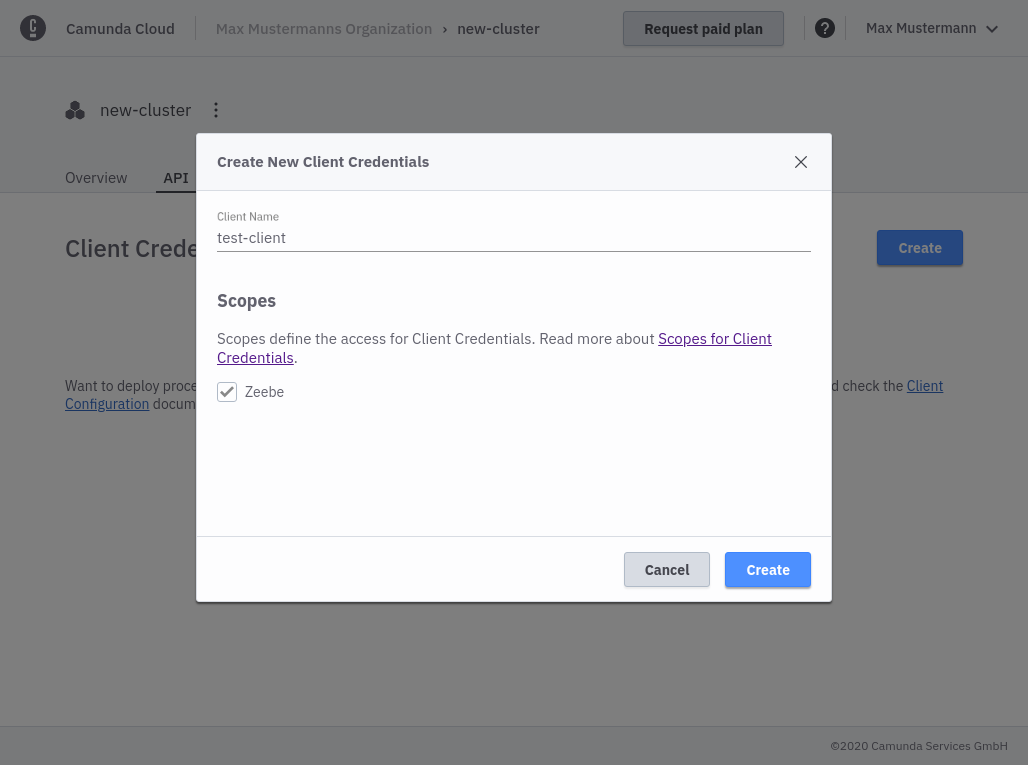 Camunda Cloud
Max Mustermanns Organization › new-cluster
Request paid plan
?
Max Mustermann
new-cluster
Overview
API
Create New Client Credentials
Client Name
test-client
Client Crede
Create
Scopes
Scopes define the access for Client Credentials. Read more about Scopes for Client
Credentials.
Zeebe
Want to deploy proce
d check the Client
Configuration docum
Cancel
Create
©2020 Camunda Services GmbH